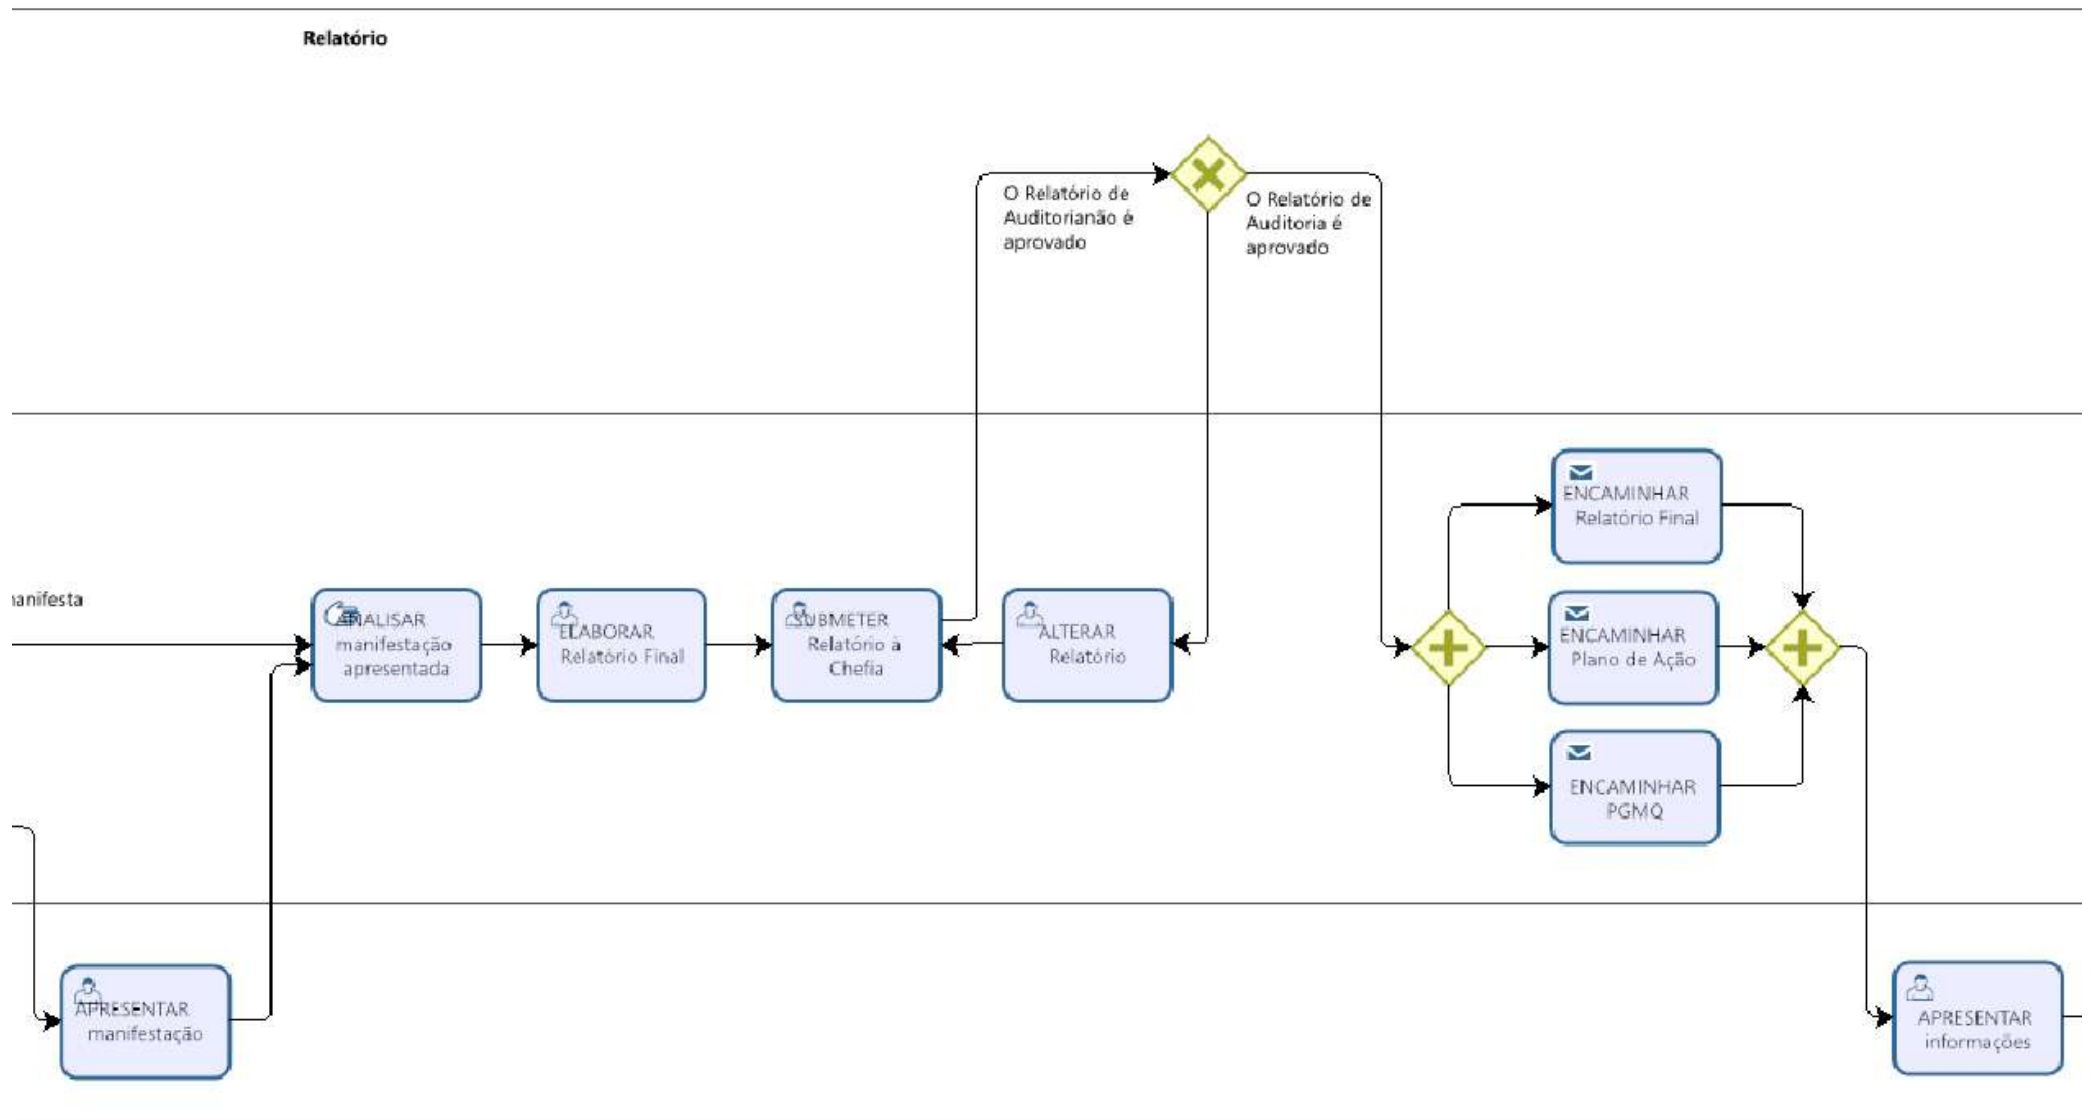 Relatório
O Relatório de
Auditorianão é
aprovado
O Relatório de
Auditoria é
aprovado
anifesta
ANALISAR
manifestação
apresentada
ELABORAR
Relatório Final
SUBMETER
Relatório à
Chefia
ALTERAR
Relatório
ENCAMINHAR
Relatório Final
ENCAMINHAR
Plano de Ação
ENCAMINHAR
PGMQ
APRESENTAR
manifestação
APRESENTAR
informações